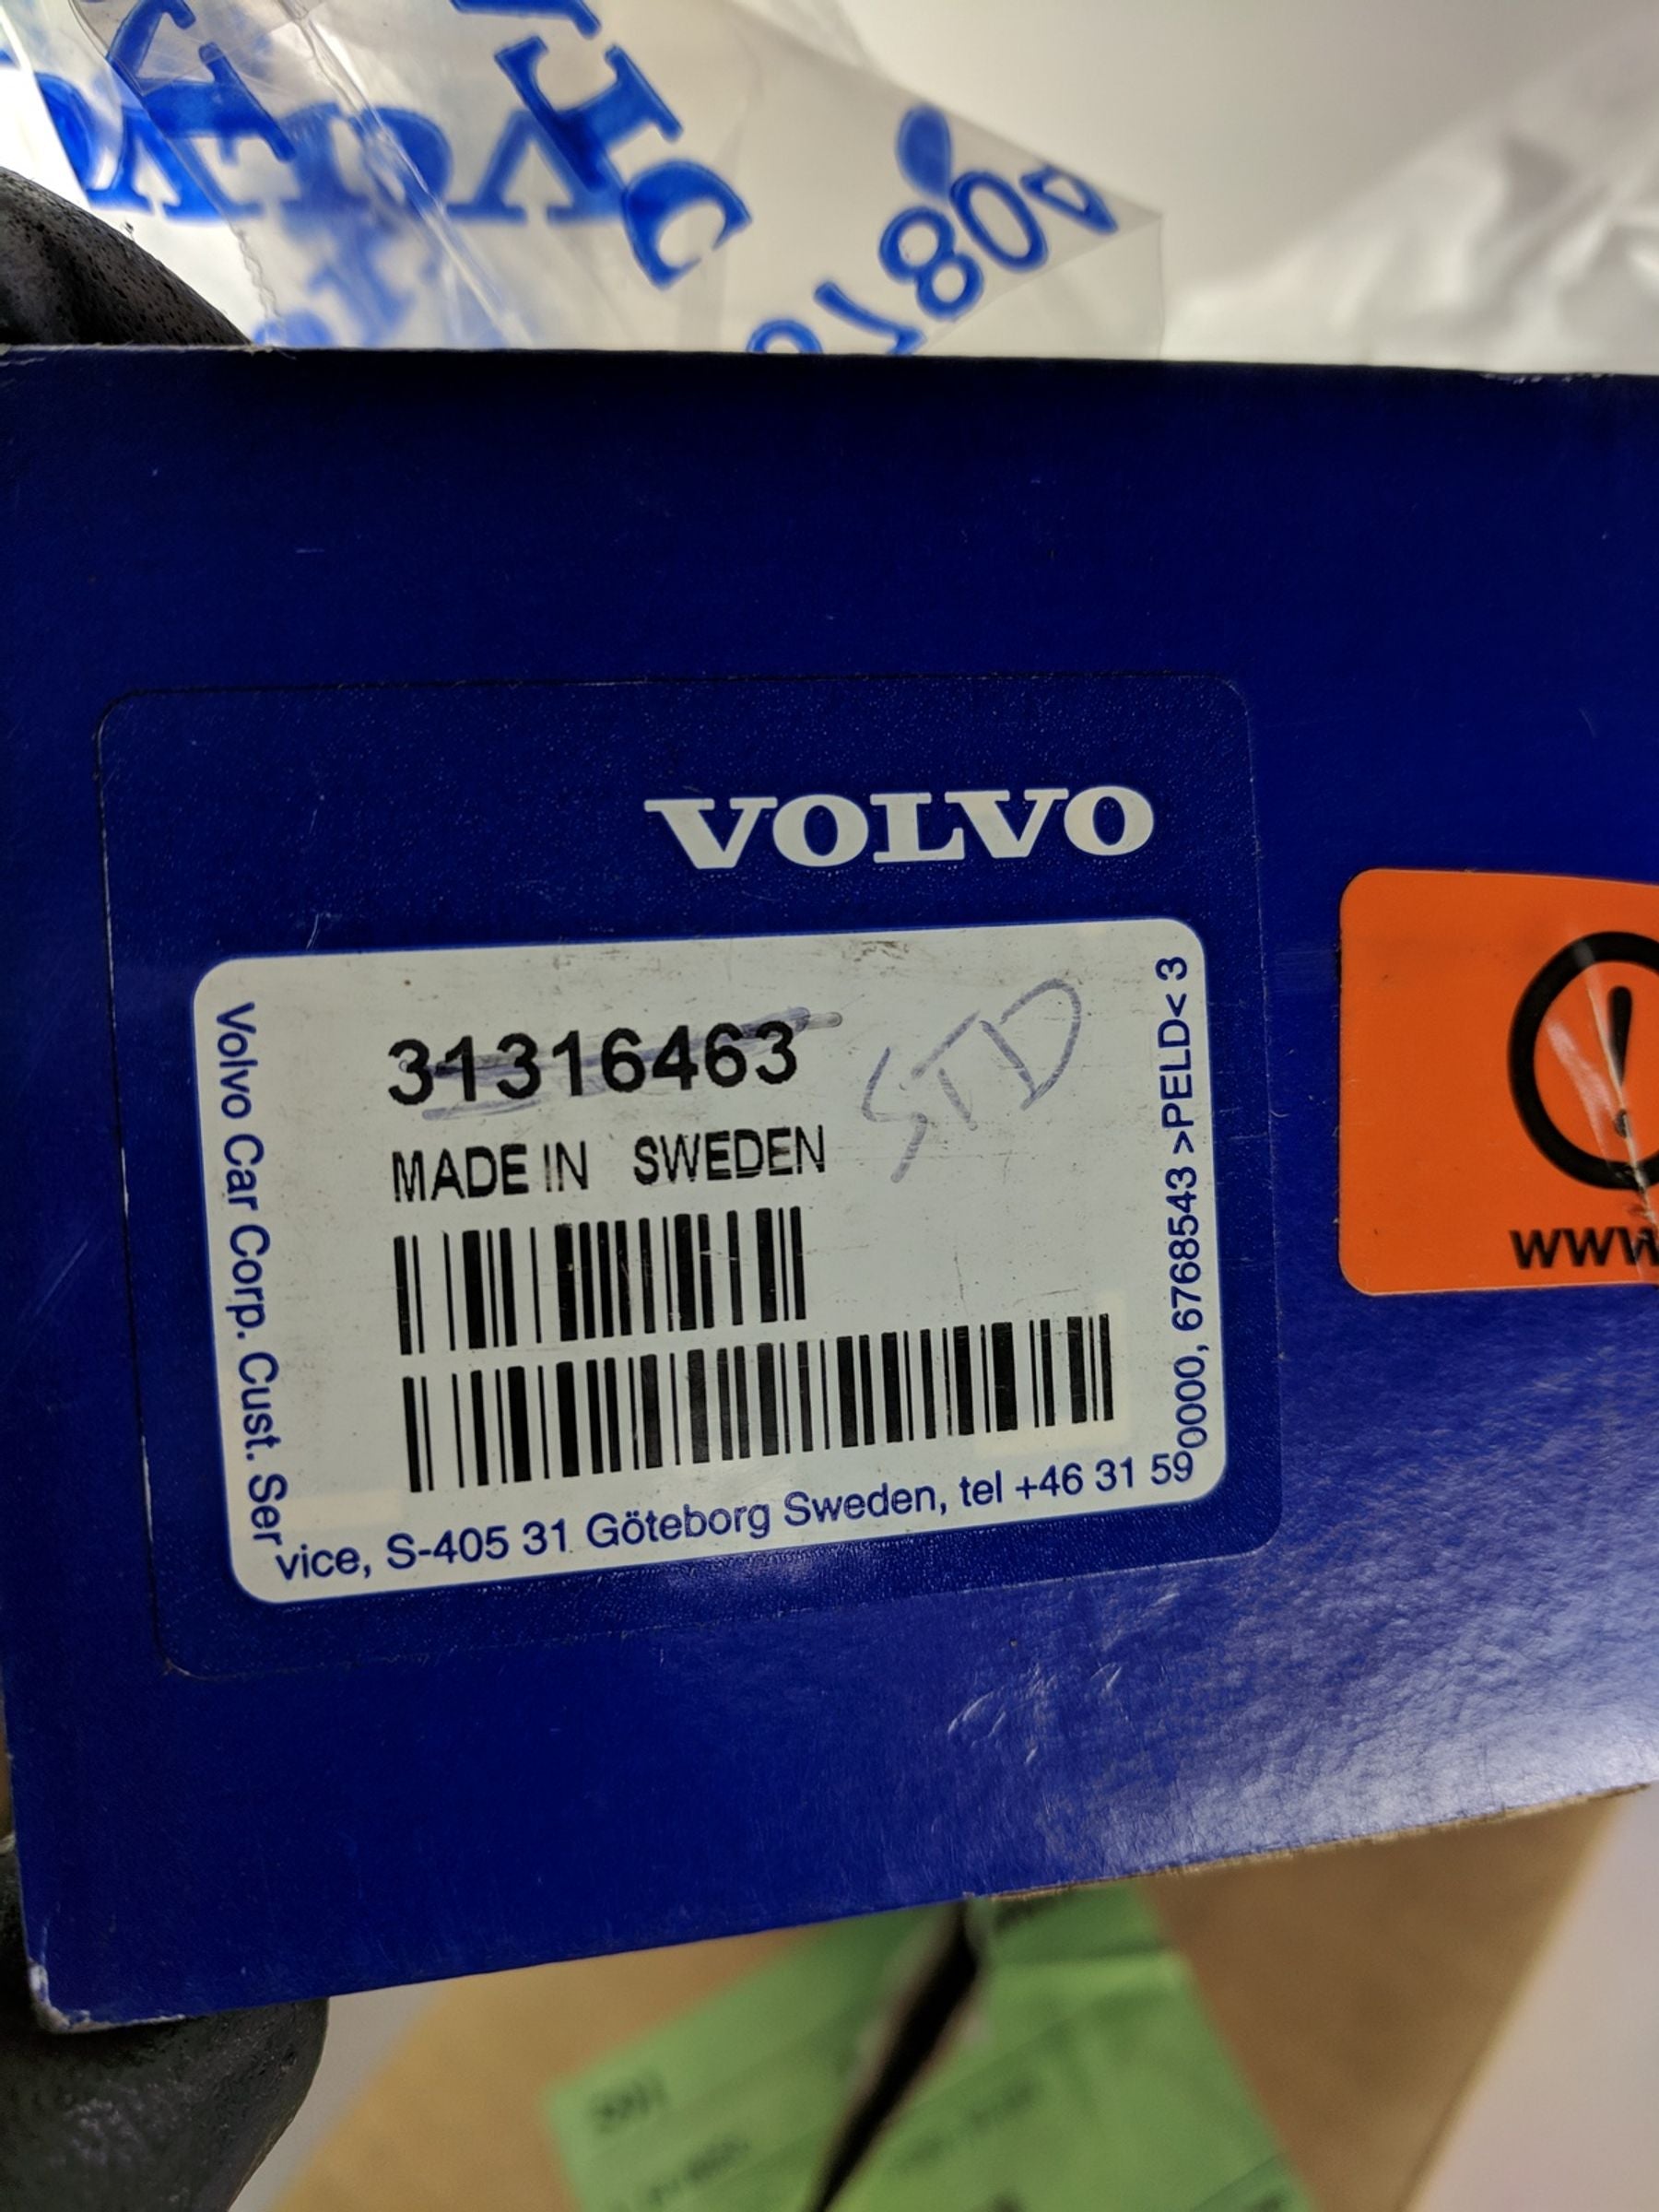 VOLVO
31316463
STD
MADE IN SWEDEN
Volvo Car Corp. Cust. Service, S-405 31 Göteborg Sweden, tel +46 31 590000, 6768543 >PELD< 3
!
www